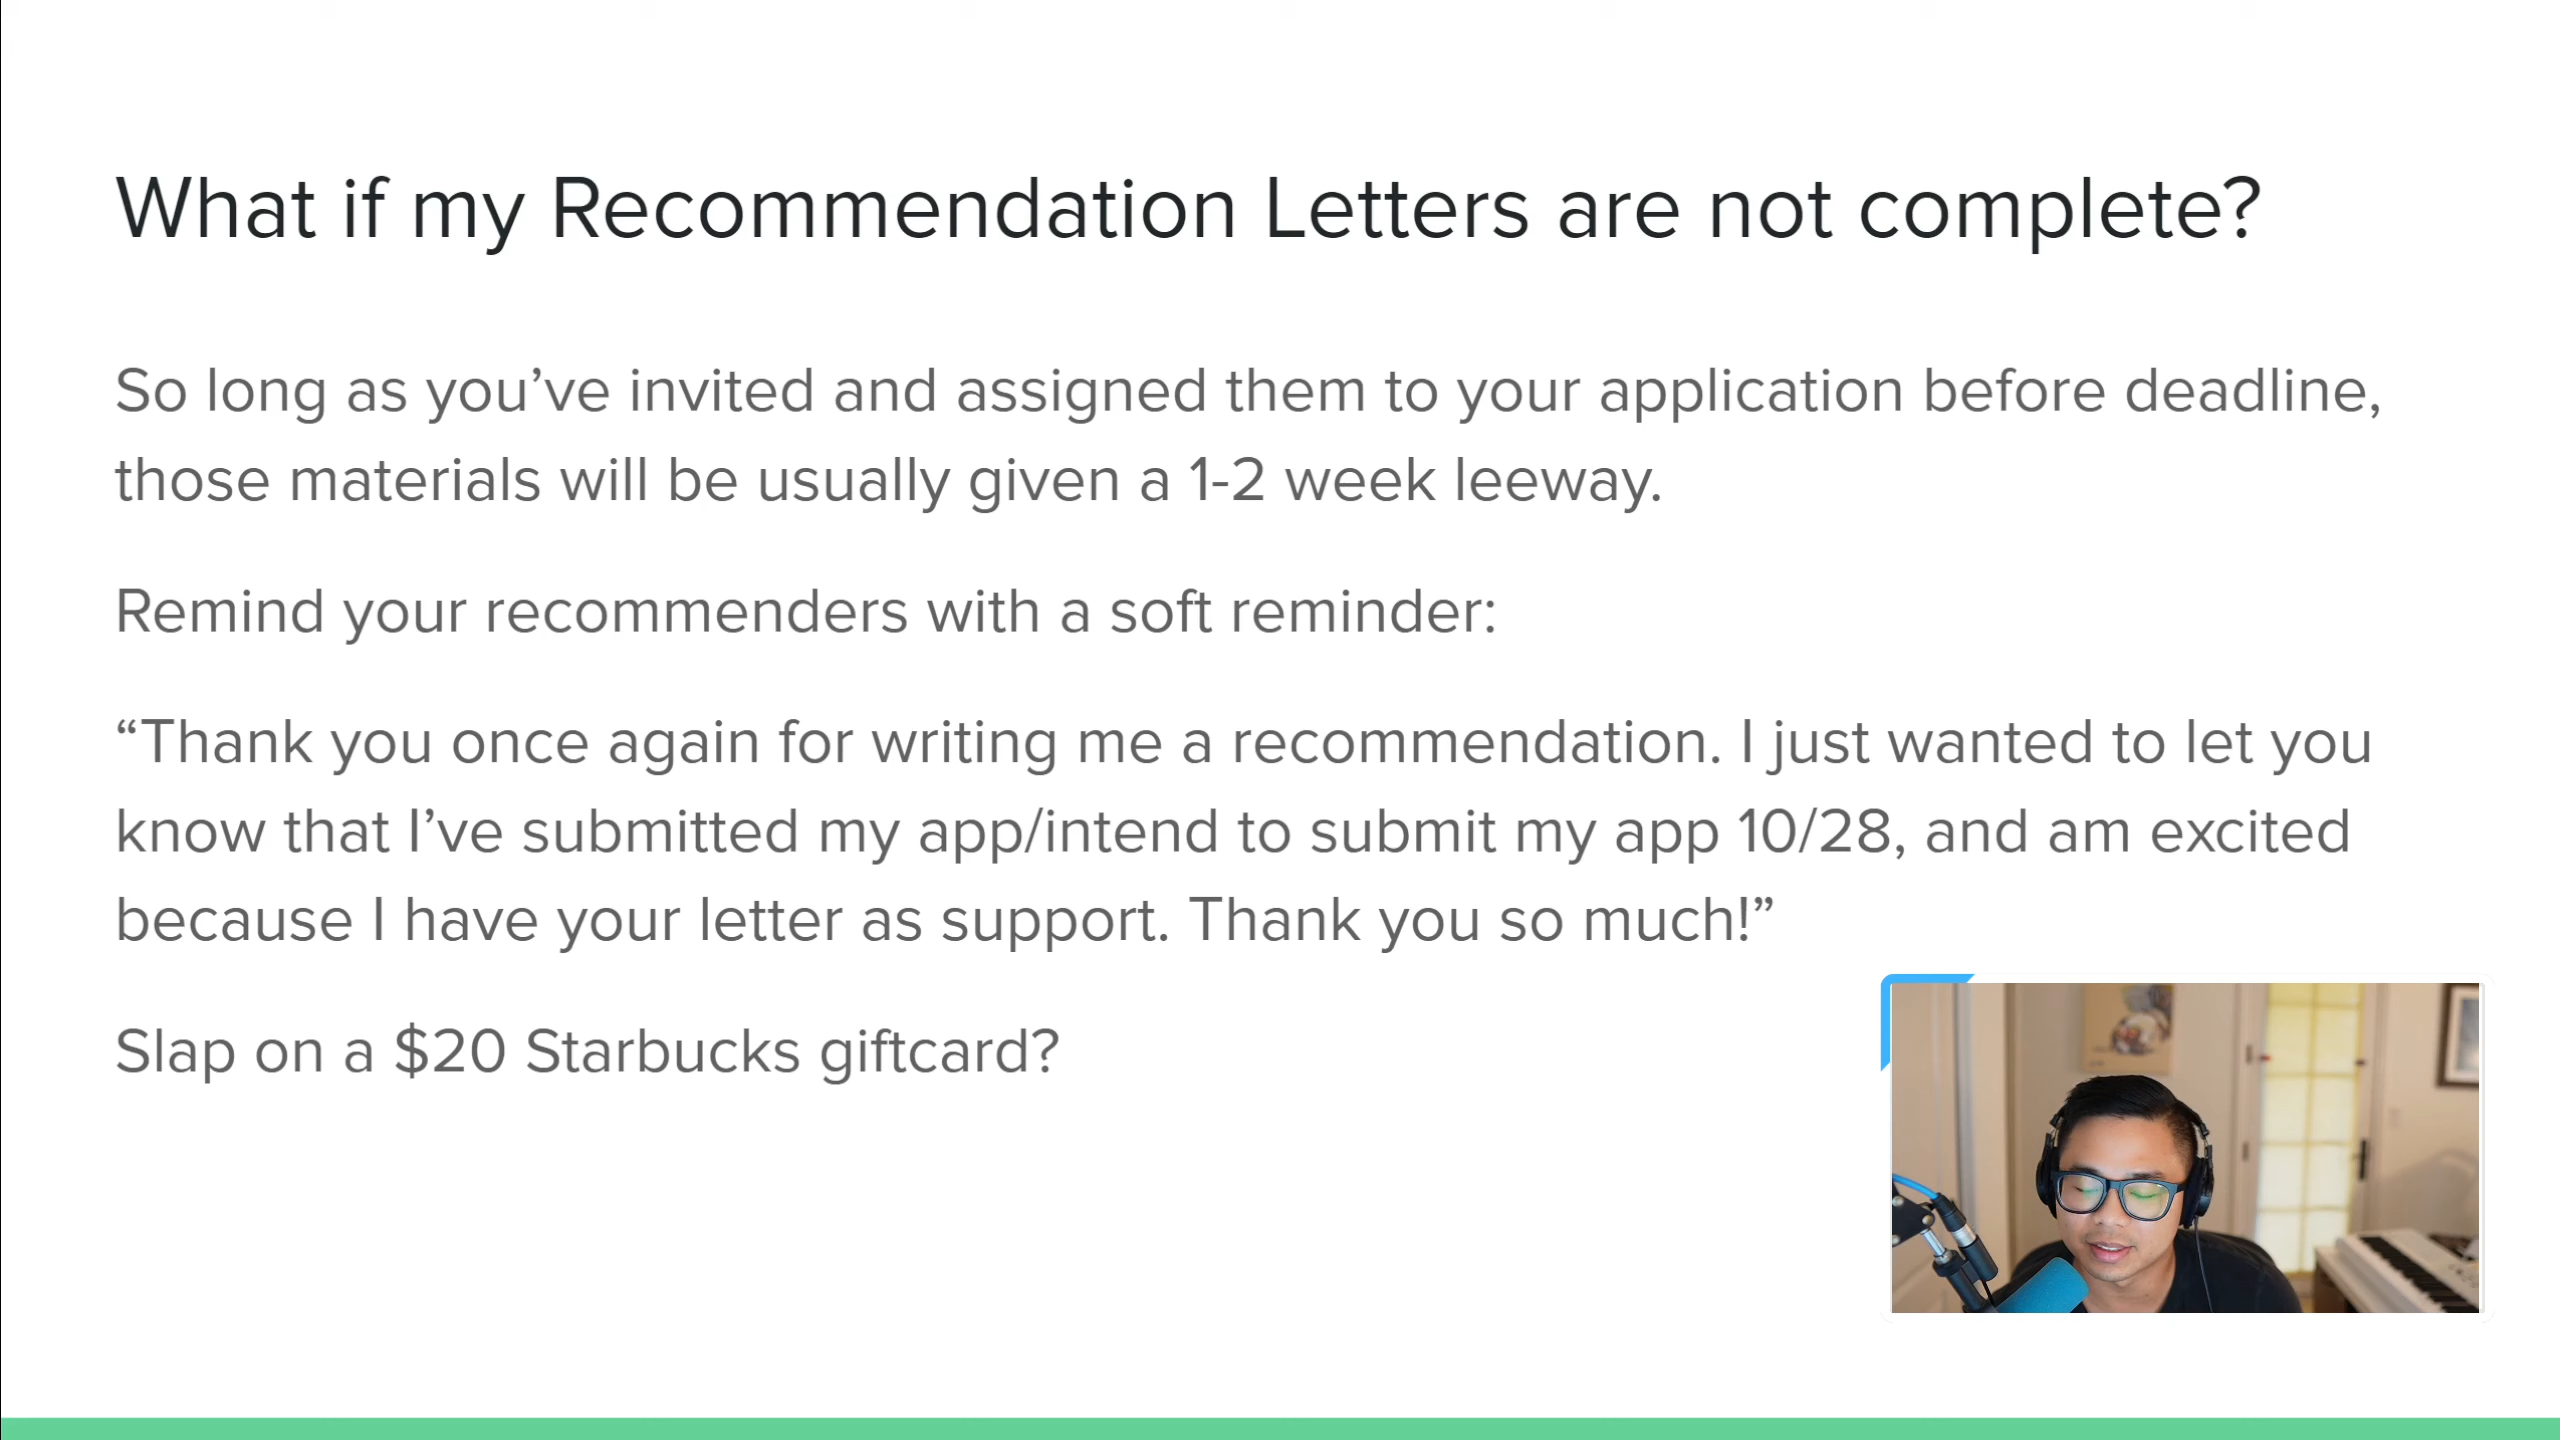 What if my Recommendation Letters are not complete?
So long as you’ve invited and assigned them to your application before deadline,
those materials will be usually given a 1-2 week leeway.
Remind your recommenders with a soft reminder:
“Thank you once again for writing me a recommendation. I just wanted to let you
know that I’ve submitted my app/intend to submit my app 10/28, and am excited
because I have your letter as support. Thank you so much!”
Slap on a $20 Starbucks giftcard?